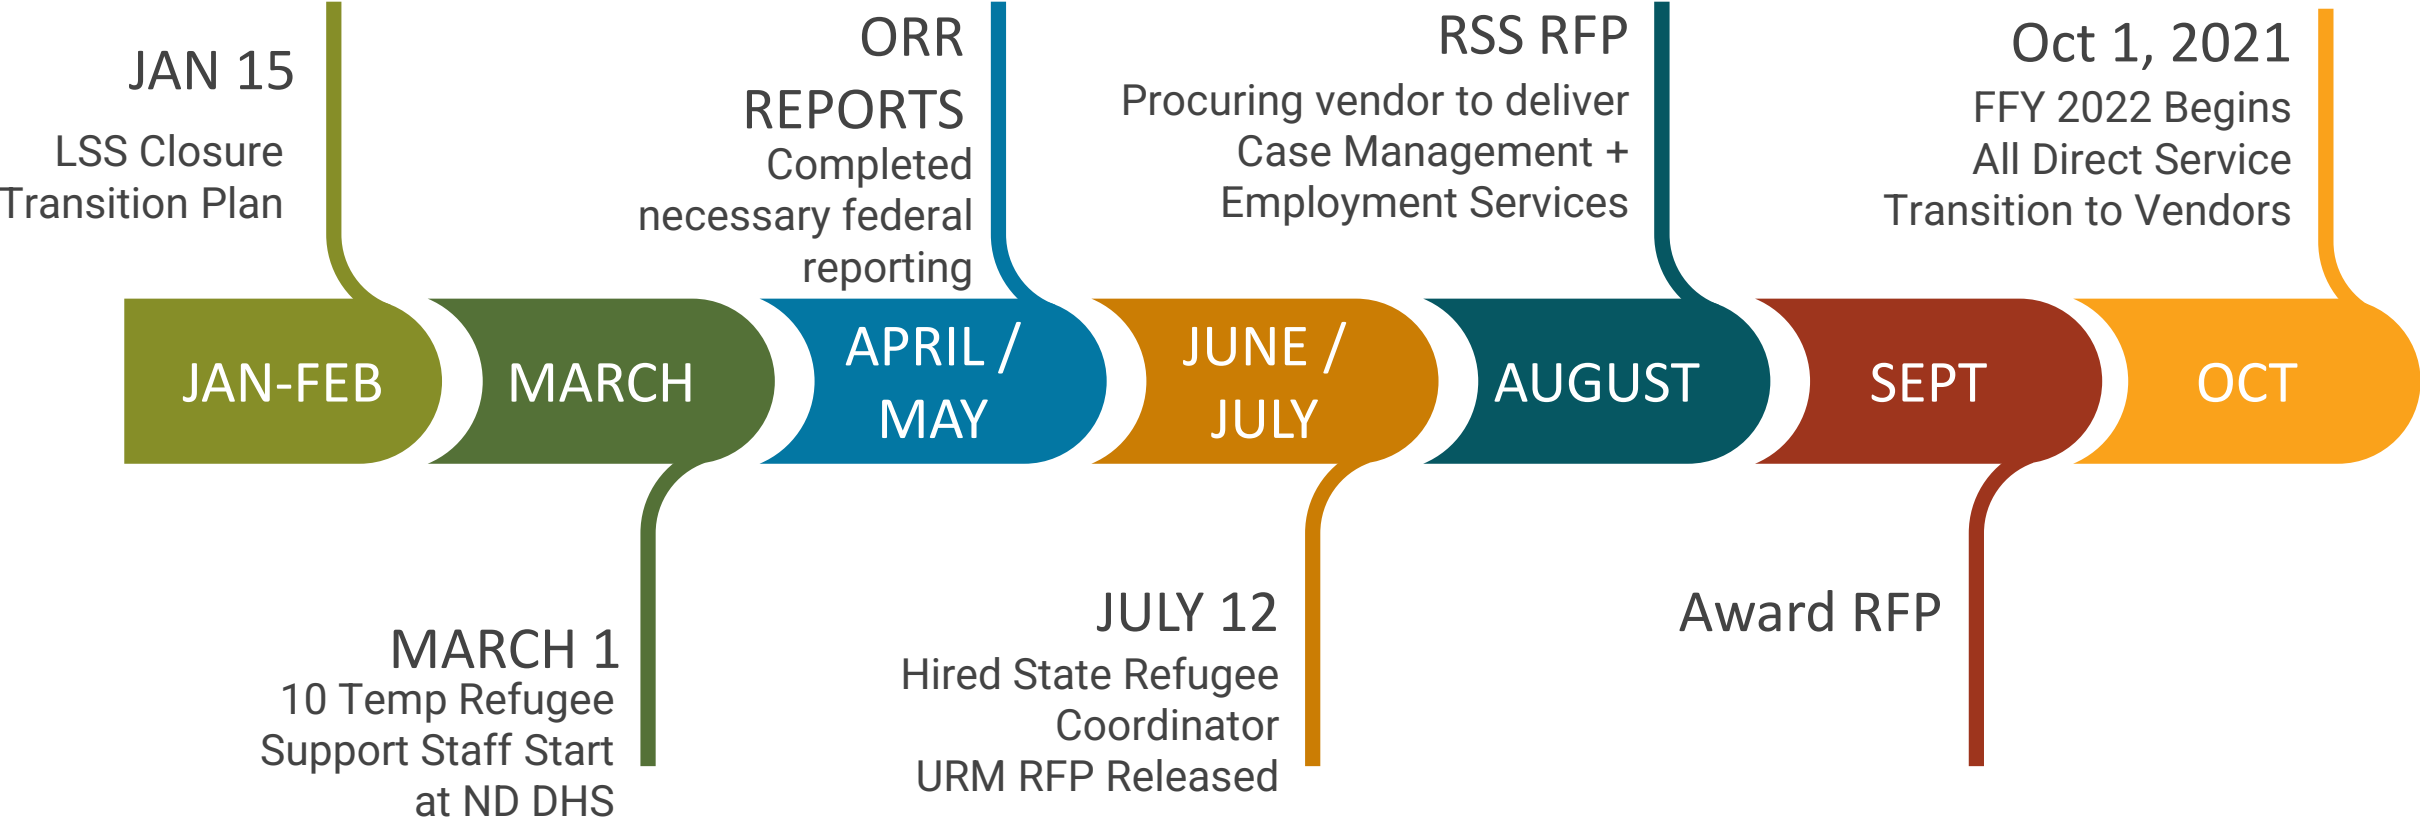 JAN 15
LSS Closure
Transition Plan
ORR
REPORTS
Completed
necessary federal
reporting
RSS RFP
Procuring vendor to deliver
Case Management +
Employment Services
Oct 1, 2021
FFY 2022 Begins
All Direct Service
Transition to Vendors
JAN-FEB
MARCH
APRIL /
MAY
JUNE /
JULY
AUGUST
SEPT
OCT
MARCH 1
10 Temp Refugee
Support Staff Start
at ND DHS
JULY 12
Hired State Refugee
Coordinator
URM RFP Released
Award RFP